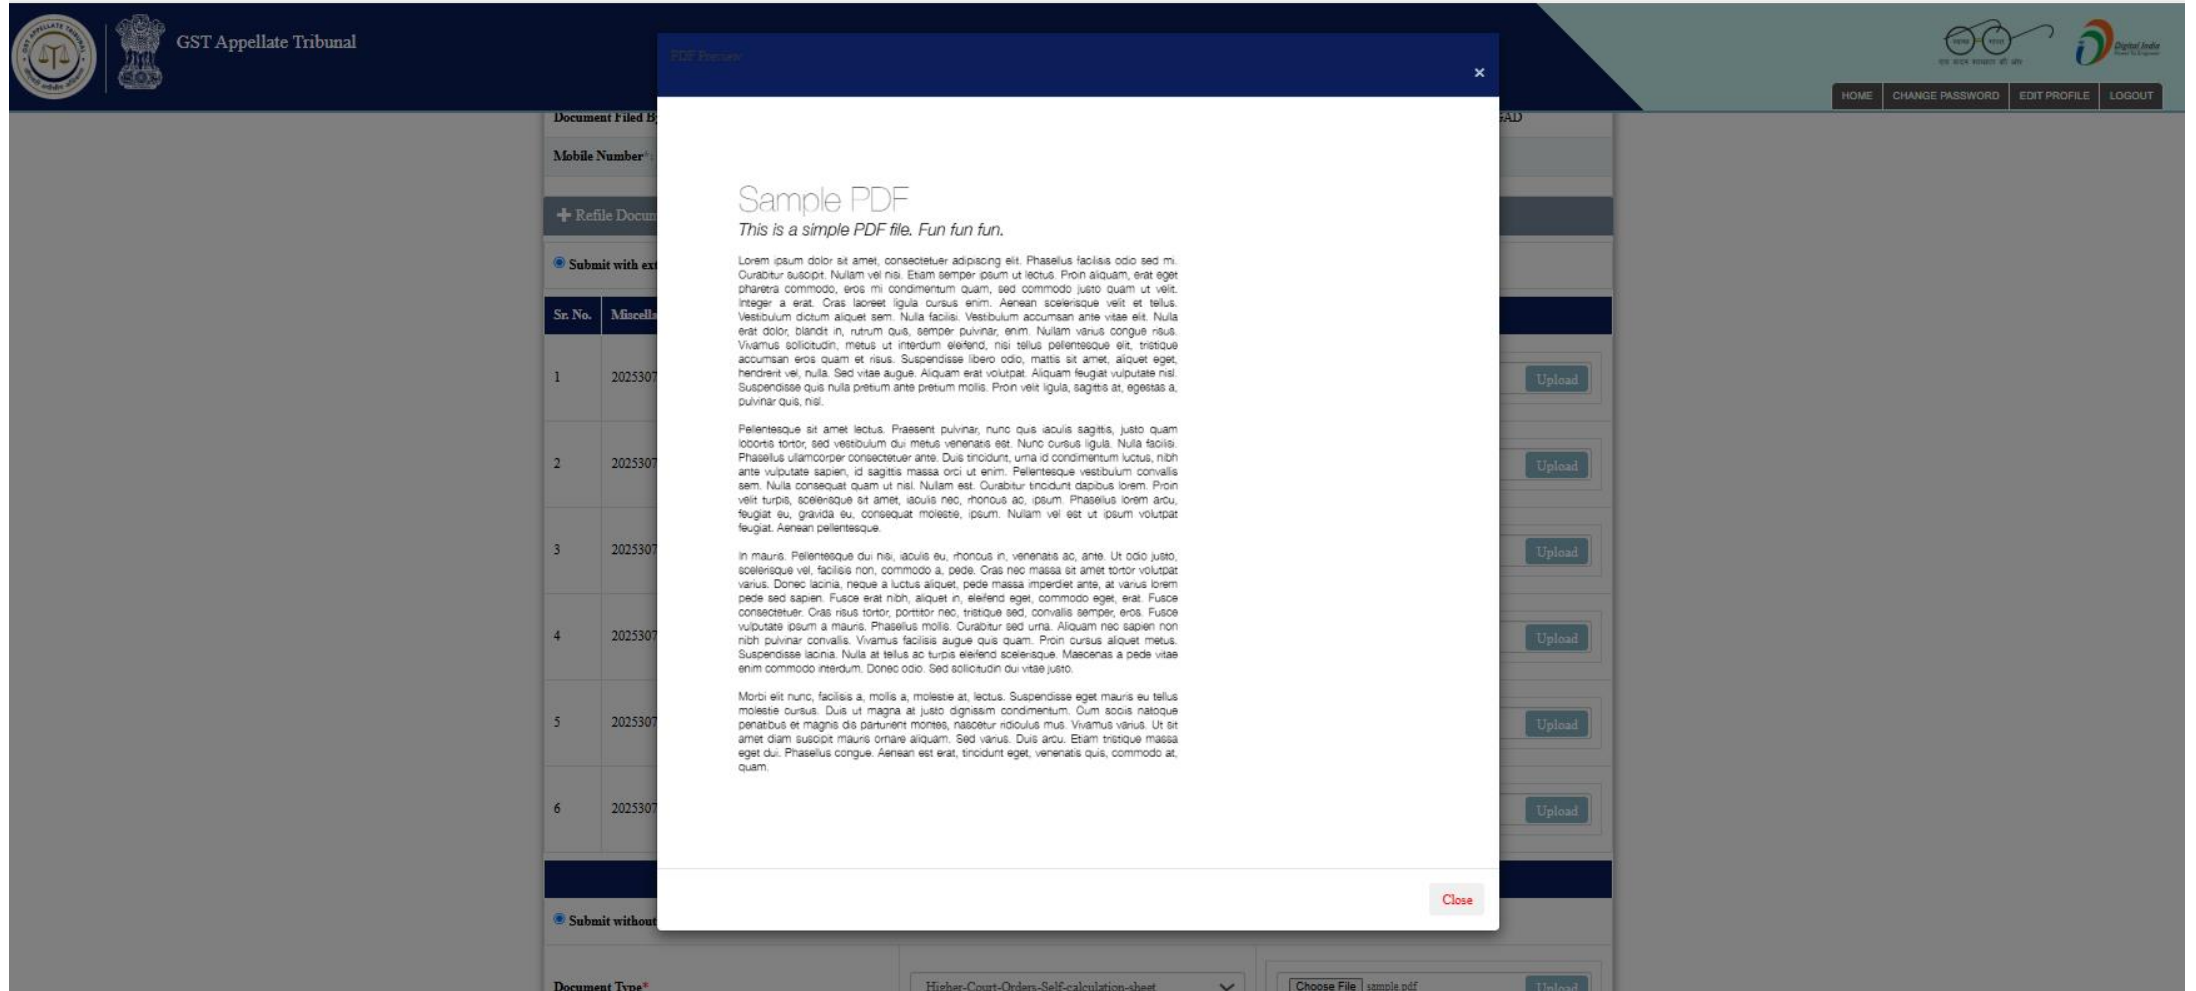 GST Appellate Tribunal
PDF Preview
×
HOME CHANGE PASSWORD EDIT PROFILE LOGOUT
Digital India
Document Filed B
GAD
Mobile Number*:
+ Refile Docum
Submit with ext
Sr. No. Miscella
1 2025307 Upload
2 2025307 Upload
3 2025307 Upload
4 2025307 Upload
5 2025307 Upload
6 2025307 Upload
Submit without
Document Type* Higher-Court-Orders-Self-calculation-sheet Choose File sample.pdf Upload
Sample PDF
This is a simple PDF file. Fun fun fun.
Lorem ipsum dolor sit amet, consectetuer adipiscing elit. Phasellus facilisis odio sed mi.
Curabitur suscipit. Nullam vel nisi. Etiam semper ipsum ut lectus. Proin aliquam, erat eget
pharetra commodo, eros mi condimentum quam, sed commodo justo quam ut velit.
Integer a erat. Cras laoreet ligula cursus enim. Aenean scelerisque velit et tellus.
Vestibulum dictum aliquet sem. Nulla facilisi. Vestibulum accumsan ante vitae elit. Nulla
erat dolor, blandit in, rutrum quis, semper pulvinar, enim. Nullam varius congue risus.
Vivamus sollicitudin, metus ut interdum eleifend, nisi tellus pellentesque elit, tristique
accumsan eros quam et risus. Suspendisse libero odio, mattis sit amet, aliquet eget,
hendrerit vel, nulla. Sed vitae augue. Aliquam erat volutpat. Aliquam feugiat vulputate nisl.
Suspendisse quis nulla pretium ante pretium mollis. Proin velit ligula, sagittis at, egestas a,
pulvinar quis, nisl.
Pellentesque sit amet lectus. Praesent pulvinar, nunc quis iaculis sagittis, justo quam
lobortis tortor, sed vestibulum dui metus venenatis est. Nunc cursus ligula. Nulla facilisi.
Phasellus ullamcorper consectetuer ante. Duis tincidunt, urna id condimentum luctus, nibh
ante vulputate sapien, id sagittis massa orci ut enim. Pellentesque vestibulum convallis
sem. Nulla consequat quam ut nisl. Nullam est. Curabitur tincidunt dapibus lorem. Proin
velit turpis, scelerisque sit amet, iaculis nec, rhoncus ac, ipsum. Phasellus lorem arcu,
feugiat eu, gravida eu, consequat molestie, ipsum. Nullam vel est ut ipsum volutpat
feugiat. Aenean pellentesque.
In mauris. Pellentesque dui nisi, iaculis eu, rhoncus in, venenatis ac, ante. Ut odio justo,
scelerisque vel, facilisis non, commodo a, pede. Cras nec massa sit amet tortor volutpat
varius. Donec lacinia, neque a luctus aliquet, pede massa imperdiet ante, at varius lorem
pede sed sapien. Fusce erat nibh, aliquet in, eleifend eget, commodo eget, erat. Fusce
consectetuer. Cras risus tortor, porttitor nec, tristique sed, convallis semper, eros. Fusce
vulputate ipsum a mauris. Phasellus mollis. Curabitur sed urna. Aliquam nec sapien non
nibh pulvinar convallis. Vivamus facilisis augue quis quam. Proin cursus aliquet metus.
Suspendisse lacinia. Nulla at tellus ac turpis eleifend scelerisque. Maecenas a pede vitae
enim commodo interdum. Donec odio. Sed sollicitudin dui vitae justo.
Morbi elit nunc, facilisis a, mollis a, molestie at, lectus. Suspendisse eget mauris eu tellus
molestie cursus. Duis ut magna at justo dignissim condimentum. Cum sociis natoque
penatibus et magnis dis parturient montes, nascetur ridiculus mus. Vivamus varius. Ut sit
amet diam suscipit mauris ornare aliquam. Sed varius. Duis arcu. Etiam tristique massa
eget dui. Phasellus congue. Aenean est erat, tincidunt eget, venenatis quis, commodo at,
quam.
Close